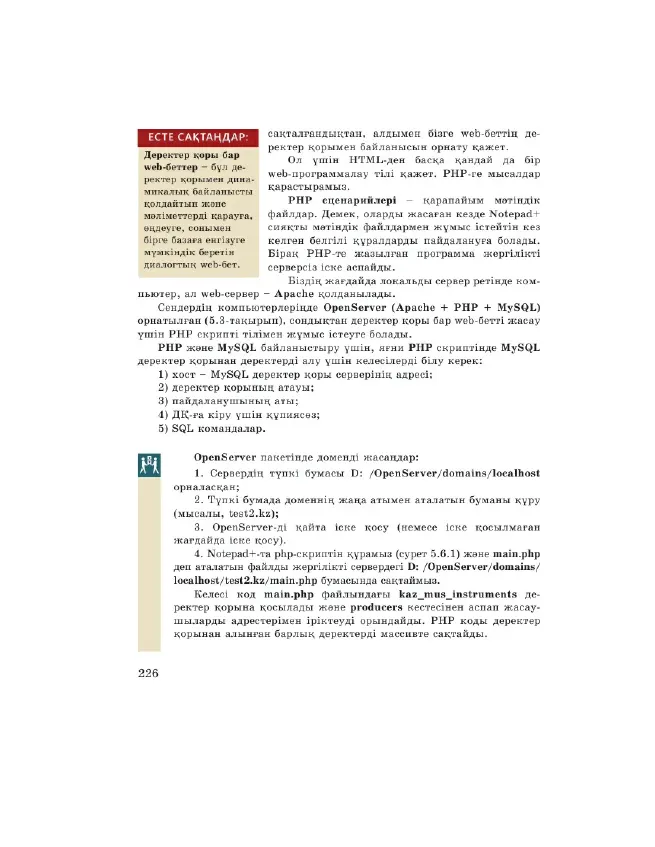 ЕСТЕ САҚТАҢДАР:
Деректер қоры бар
web-беттер – бұл де-
ректер қорымен дина-
микалық байланысты
қолдайтын және
мәліметтерді қарауға,
өңдеуге, сонымен
бірге базаға енгізуге
мүмкіндік беретін
диалогтық web-бет.
сақталғандықтан, алдымен бізге web-беттің де-
ректер қорымен байланысын орнату қажет.
Ол үшін HTML-ден басқа қандай да бір
web-программалау тілі қажет. PHP-ге мысалдар
қарастырамыз.
PHP сценарийлері – қарапайым мәтіндік
файлдар. Демек, оларды жасаған кезде Notepad+
сияқты мәтіндік файлдармен жұмыс істейтін кез
келген белгілі құралдарды пайдалануға болады.
Бірақ PHP-те жазылған программа жергілікті
серверсіз іске аспайды.
Біздің жағдайда локальды сервер ретінде ком-
пьютер, ал web-сервер – Apache қолданылады.
Сендердің компьютерлеріңде OpenServer (Apache + PHP + MySQL)
орнатылған (5.3-тақырып), сондықтан деректер қоры бар web-бетті жасау
үшін PHP скрипті тілімен жұмыс істеуге болады.
PHP және MySQL байланыстыру үшін, яғни PHP скриптінде MySQL
деректер қорынан деректерді алу үшін келесілерді білу керек:
1) хост – MySQL деректер қоры серверінің адресі;
2) деректер қорының атауы;
3) пайдаланушының аты;
4) ДҚ-ға кіру үшін құпиясөз;
5) SQL командалар.
OpenServer пакетінде доменді жасаңдар:
1. Сервердің түпкі бумасы D: /OpenServer/domains/localhost
орналасқан;
2. Түпкі бумада доменнің жаңа атымен аталатын буманы құру
(мысалы, test2.kz);
3. OpenServer-ді қайта іске қосу (немесе іске қосылмаған
жағдайда іске қосу).
4. Notepad+-та php-скриптін құрамыз (сурет 5.6.1) және main.php
деп аталатын файлды жергілікті сервердегі D: /OpenServer/domains/
localhost/test2.kz/main.php бумасында сақтаймыз.
Келесі код main.php файлындағы kaz_mus_instruments де-
ректер қорына қосылады және producers кестесінен аспап жасау-
шыларды адрестерімен іріктеуді орындайды. PHP коды деректер
қорынан алынған барлық деректерді массивте сақтайды.
226